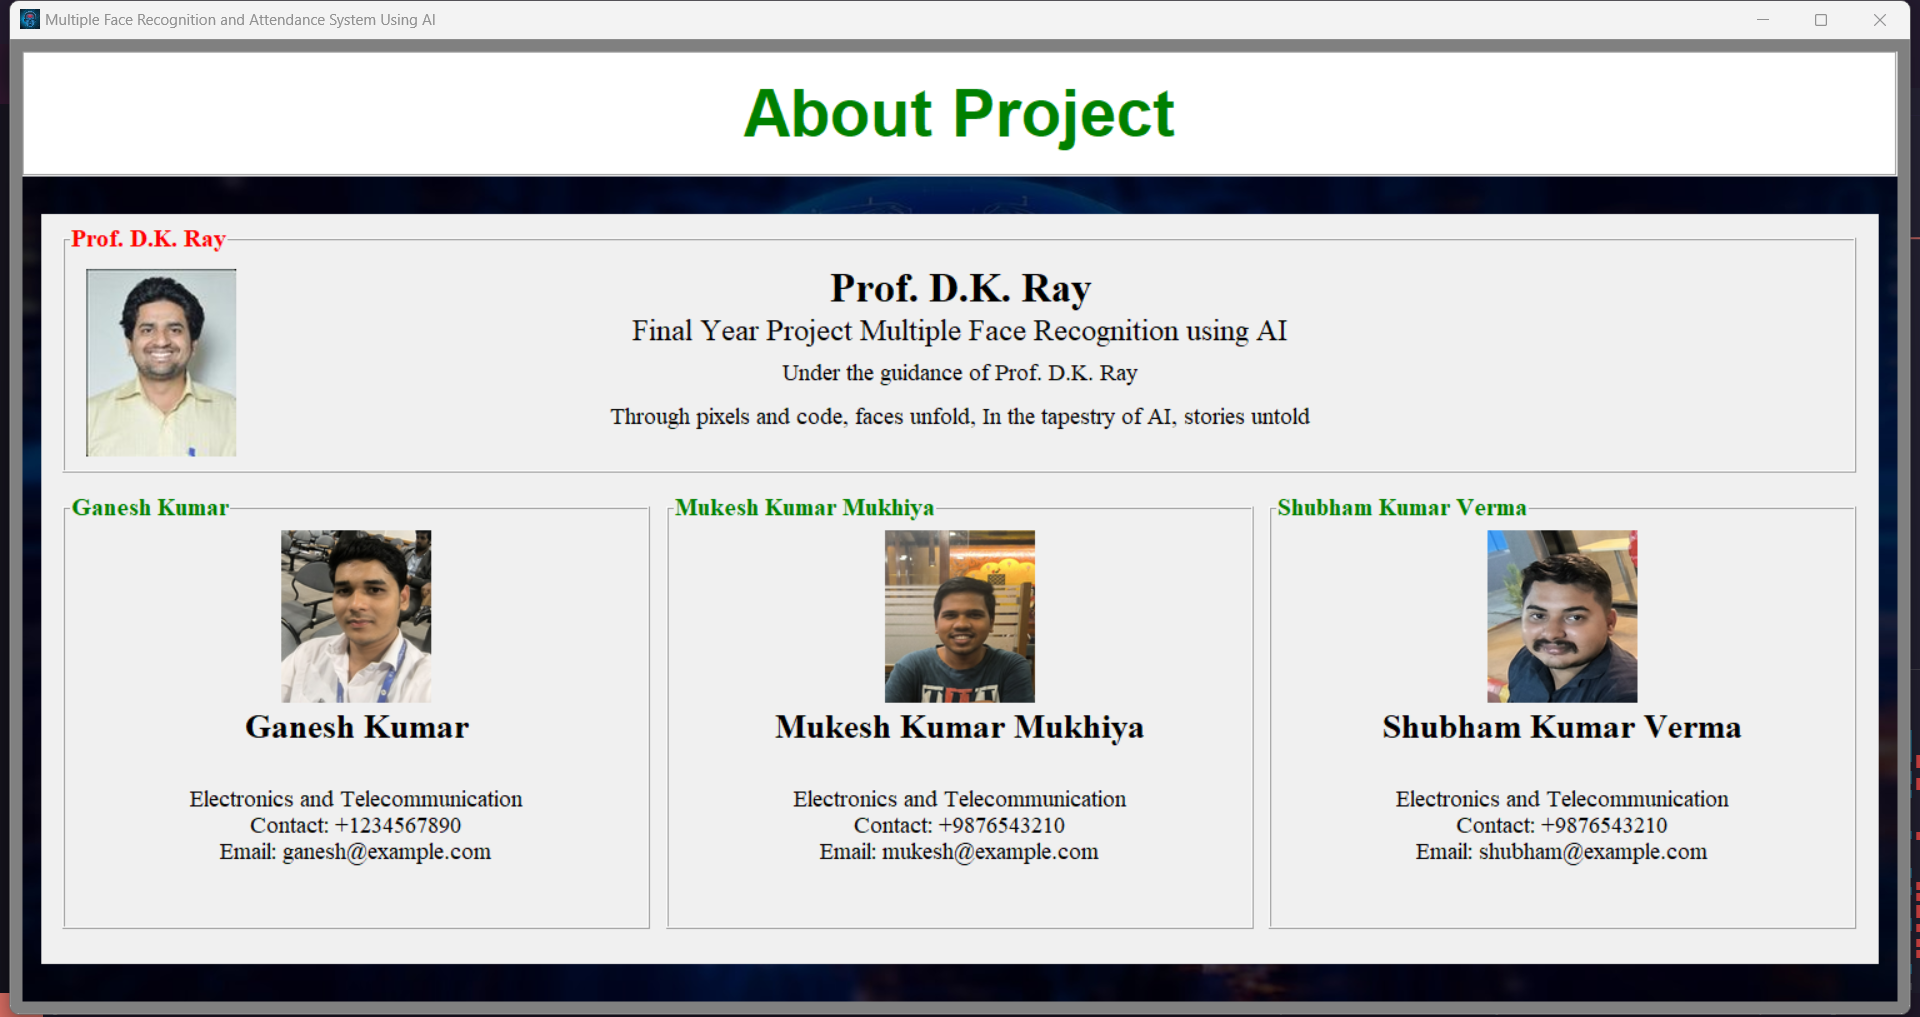 Multiple Face Recognition and Attendance System Using AI
About Project
Prof. D.K. Ray
Prof. D.K. Ray
Final Year Project Multiple Face Recognition using AI
Under the guidance of Prof. D.K. Ray
Through pixels and code, faces unfold, In the tapestry of AI, stories untold
Ganesh Kumar
Ganesh Kumar
Electronics and Telecommunication
Contact: +1234567890
Email: ganesh@example.com
Mukesh Kumar Mukhiya
Mukesh Kumar Mukhiya
Electronics and Telecommunication
Contact: +9876543210
Email: mukesh@example.com
Shubham Kumar Verma
Shubham Kumar Verma
Electronics and Telecommunication
Contact: +9876543210
Email: shubham@example.com